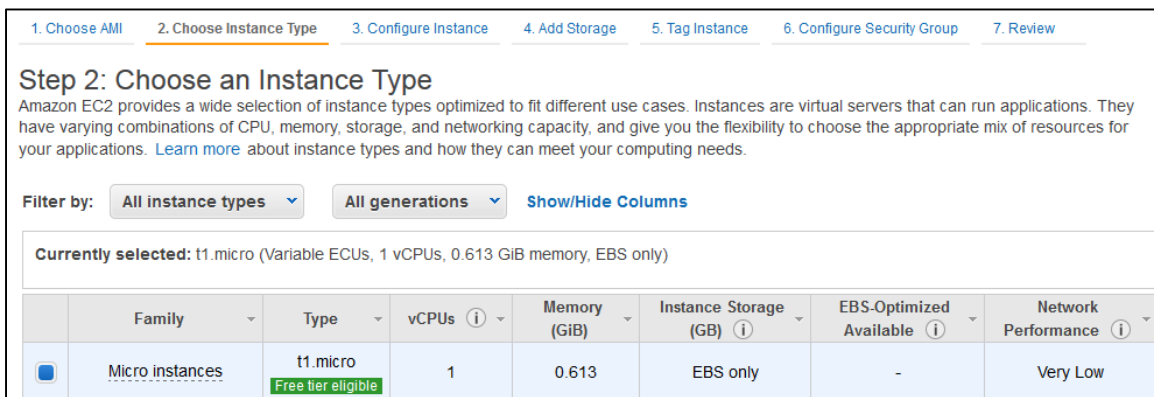 1. Choose AMI 2. Choose Instance Type 3. Configure Instance 4. Add Storage 5. Tag Instance 6. Configure Security Group 7. Review
Step 2: Choose an Instance Type
Amazon EC2 provides a wide selection of instance types optimized to fit different use cases. Instances are virtual servers that can run applications. They
have varying combinations of CPU, memory, storage, and networking capacity, and give you the flexibility to choose the appropriate mix of resources for
your applications. Learn more about instance types and how they can meet your computing needs.
Filter by: All instance types All generations Show/Hide Columns
Currently selected: t1.micro (Variable ECUs, 1 vCPUs, 0.613 GiB memory, EBS only)
Family Type vCPUs i Memory (GiB) Instance Storage (GB) i EBS-Optimized Available i Network Performance i
Micro instances t1.micro Free tier eligible 1 0.613 EBS only - Very Low